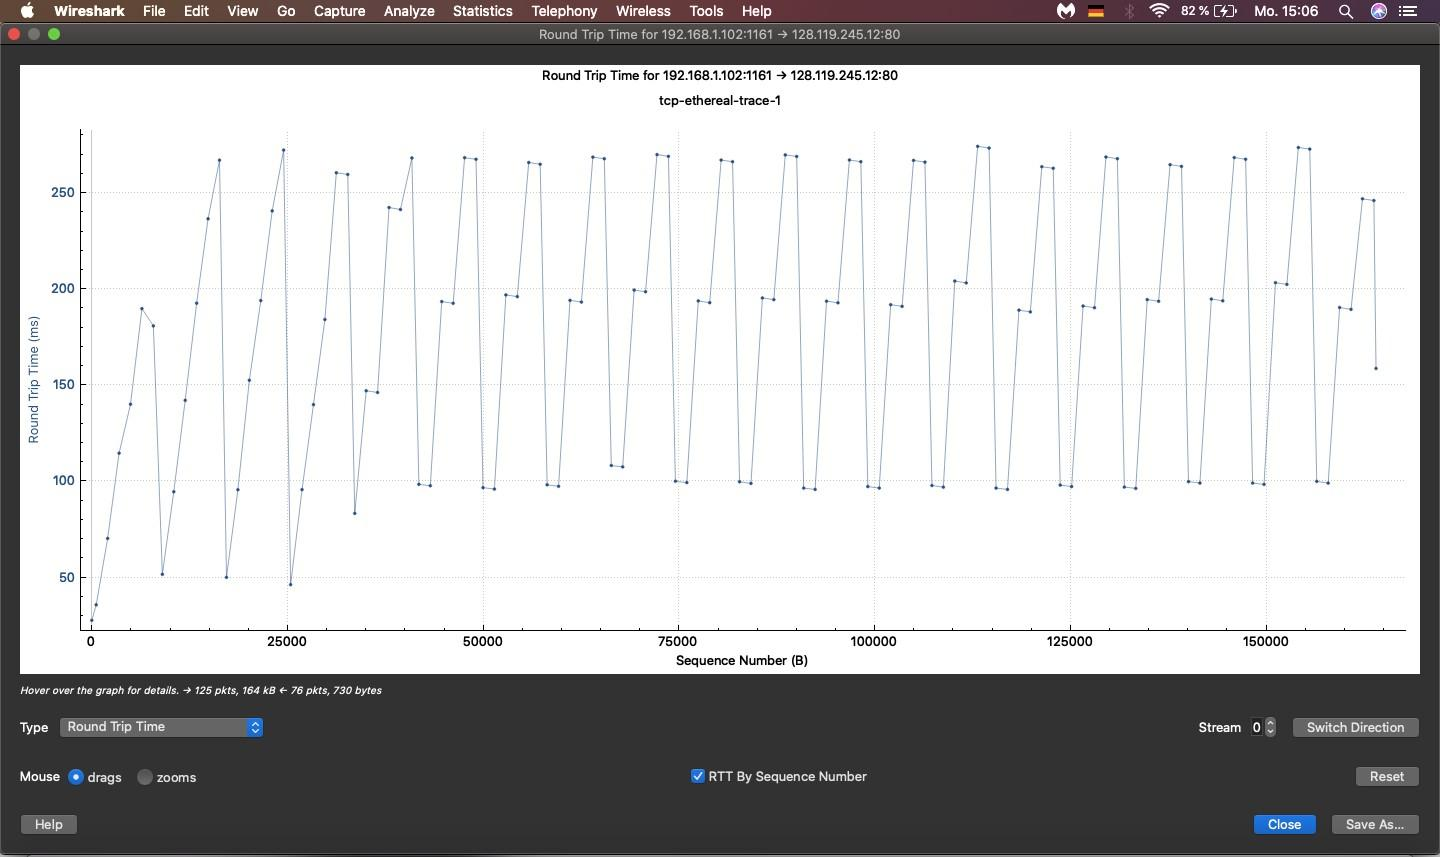 Wireshark File Edit View Go Capture Analyze Statistics Telephony Wireless Tools Help 82 % Mo. 15:06
Round Trip Time for 192.168.1.102:1161 → 128.119.245.12:80
Round Trip Time for 192.168.1.102:1161 → 128.119.245.12:80
tcp-ethereal-trace-1
Round Trip Time (ms)
250
200
150
100
50
0 25000 50000 75000 100000 125000 150000
Sequence Number (B)
Hover over the graph for details. → 125 pkts, 164 kB ← 76 pkts, 730 bytes
Type Round Trip Time Stream 0 Switch Direction
Mouse drags zooms RTT By Sequence Number Reset
Help Close Save As...